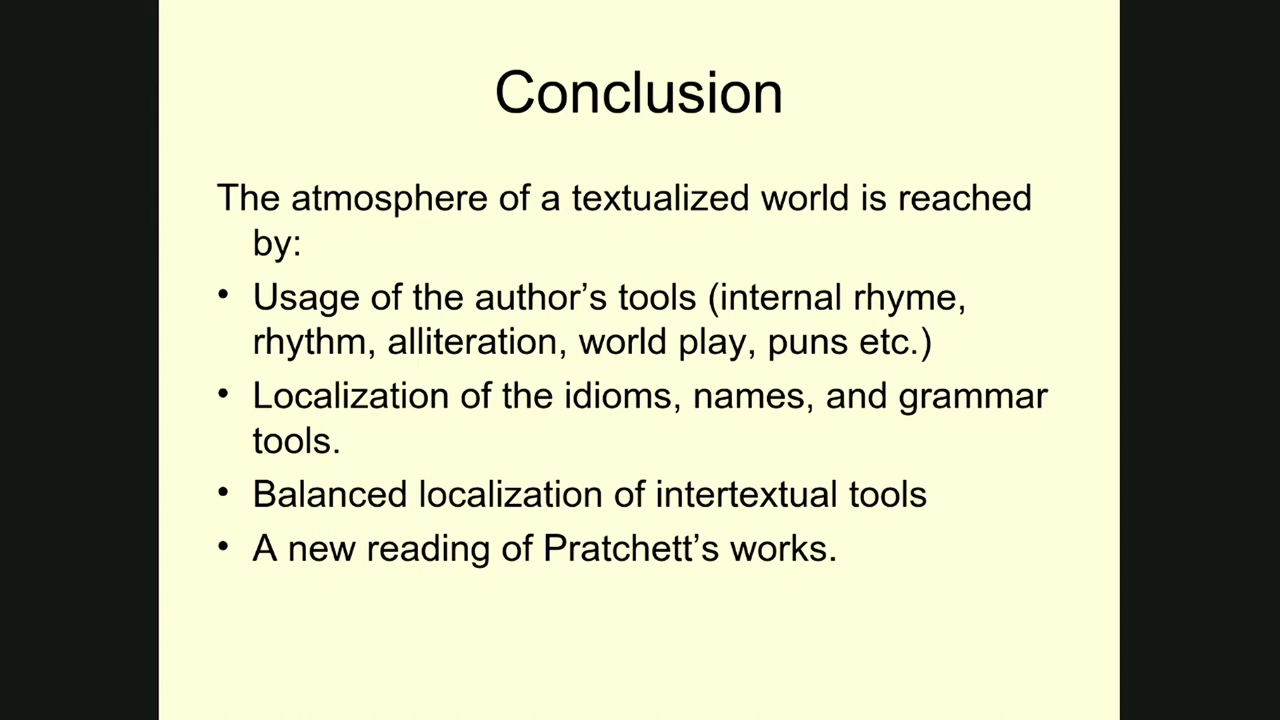 Conclusion
The atmosphere of a textualized world is reached
by:
• Usage of the author’s tools (internal rhyme,
rhythm, alliteration, world play, puns etc.)
• Localization of the idioms, names, and grammar
tools.
• Balanced localization of intertextual tools
• A new reading of Pratchett’s works.